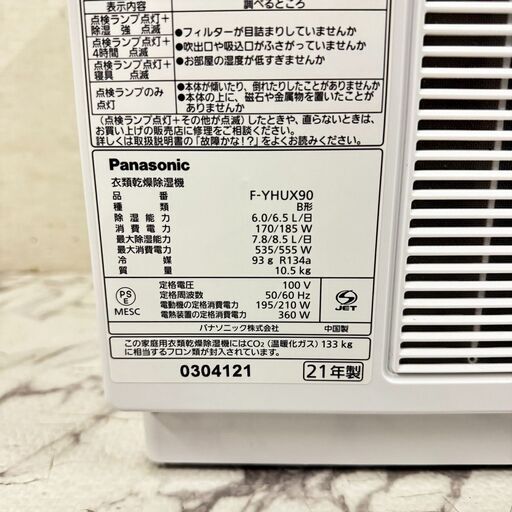 表示内容 調べるところ
点検ランプ点灯＋
除湿 強 点滅
点検ランプ点灯＋
4時間 点滅
点検ランプ点灯＋
寝具 点滅
●フィルターが目詰まりしていませんか
●吹出口や吸込口がふさがっていませんか
●お部屋の湿度が低すぎませんか
点検ランプのみ
点灯
●本体が傾いたり、倒れたりしたことがありませんか
●本体の上に、磁石や金属物を置いたことが
ありませんか
(点検ランプ点灯＋その他が点滅)したときや、直らないときは、
お買い上げの販売店に修理をご相談ください。
詳しくは取扱説明書の「故障かな!？」をよくお読みください。
Panasonic
衣類乾燥除湿機
品番 F-YHUX90
種類 B形
除湿能力 6.0/6.5 L/日
消費電力 170/185 W
最大除湿能力 7.8/8.5 L/日
最大消費電力 535/555 W
冷媒 93 g R134a
質量 10.5 kg
定格電圧 100 V
定格周波数 50/60 Hz
電動機の定格消費電力 195/210 W
電熱装置の定格消費電力 360 W
PS
E
MESC
S
JET
パナソニック株式会社 中国製
この家庭用衣類乾燥除湿機にはCO₂(温暖化ガス)133 kg
に相当するフロン類が封入されています。
0304121 21年製